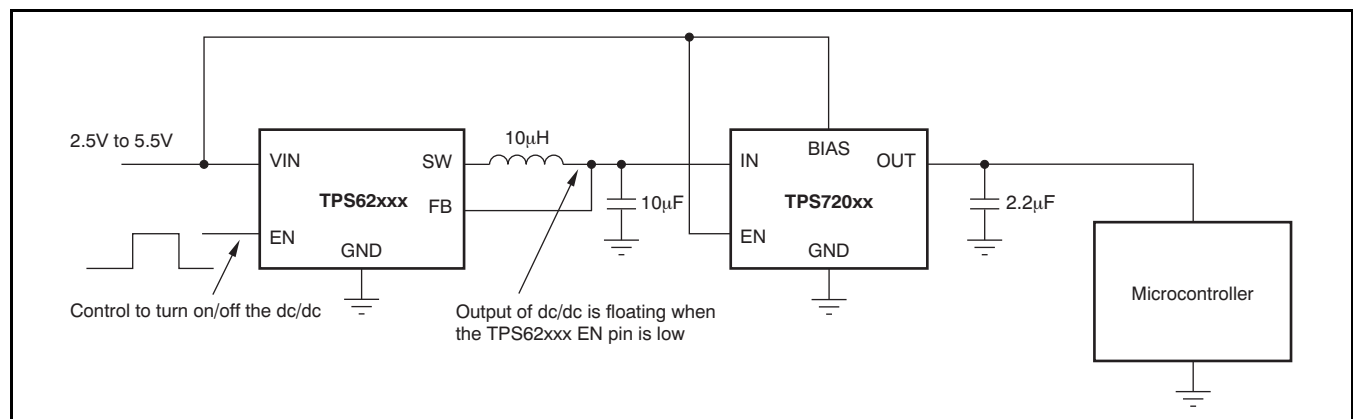 2.5V to 5.5V
VIN
SW
TPS62xxx
FB
EN
GND
10μH
10μF
IN
BIAS
OUT
TPS720xx
EN
GND
2.2μF
Microcontroller
Control to turn on/off the dc/dc
Output of dc/dc is floating when
the TPS62xxx EN pin is low